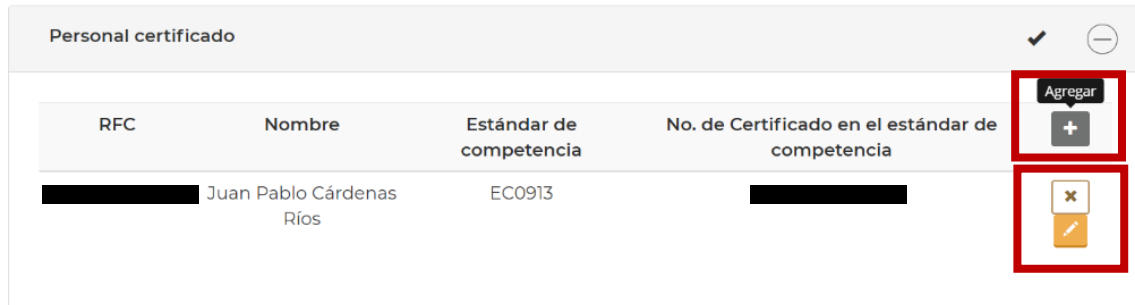 Personal certificado
Agregar
RFC Nombre Estándar de No. de Certificado en el estándar de
competencia competencia
Juan Pablo Cárdenas EC0913
Ríos